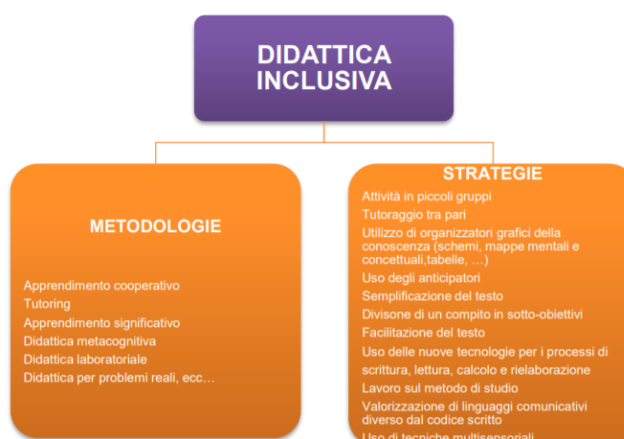 DIDATTICA
INCLUSIVA
METODOLOGIE
Apprendimento cooperativo
Tutoring
Apprendimento significativo
Didattica metacognitiva
Didattica laboratoriale
Didattica per problemi reali, ecc...
STRATEGIE
Attività in piccoli gruppi
Tutoraggio tra pari
Utilizzo di organizzatori grafici della
conoscenza (schemi, mappe mentali e
concettuali,tabelle, ...)
Uso degli anticipatori
Semplificazione del testo
Divisone di un compito in sotto-obiettivi
Facilitazione del testo
Uso delle nuove tecnologie per i processi di
scrittura, lettura, calcolo e rielaborazione
Lavoro sul metodo di studio
Valorizzazione di linguaggi comunicativi
diverso dal codice scritto
Uso di tecniche multisensoriali